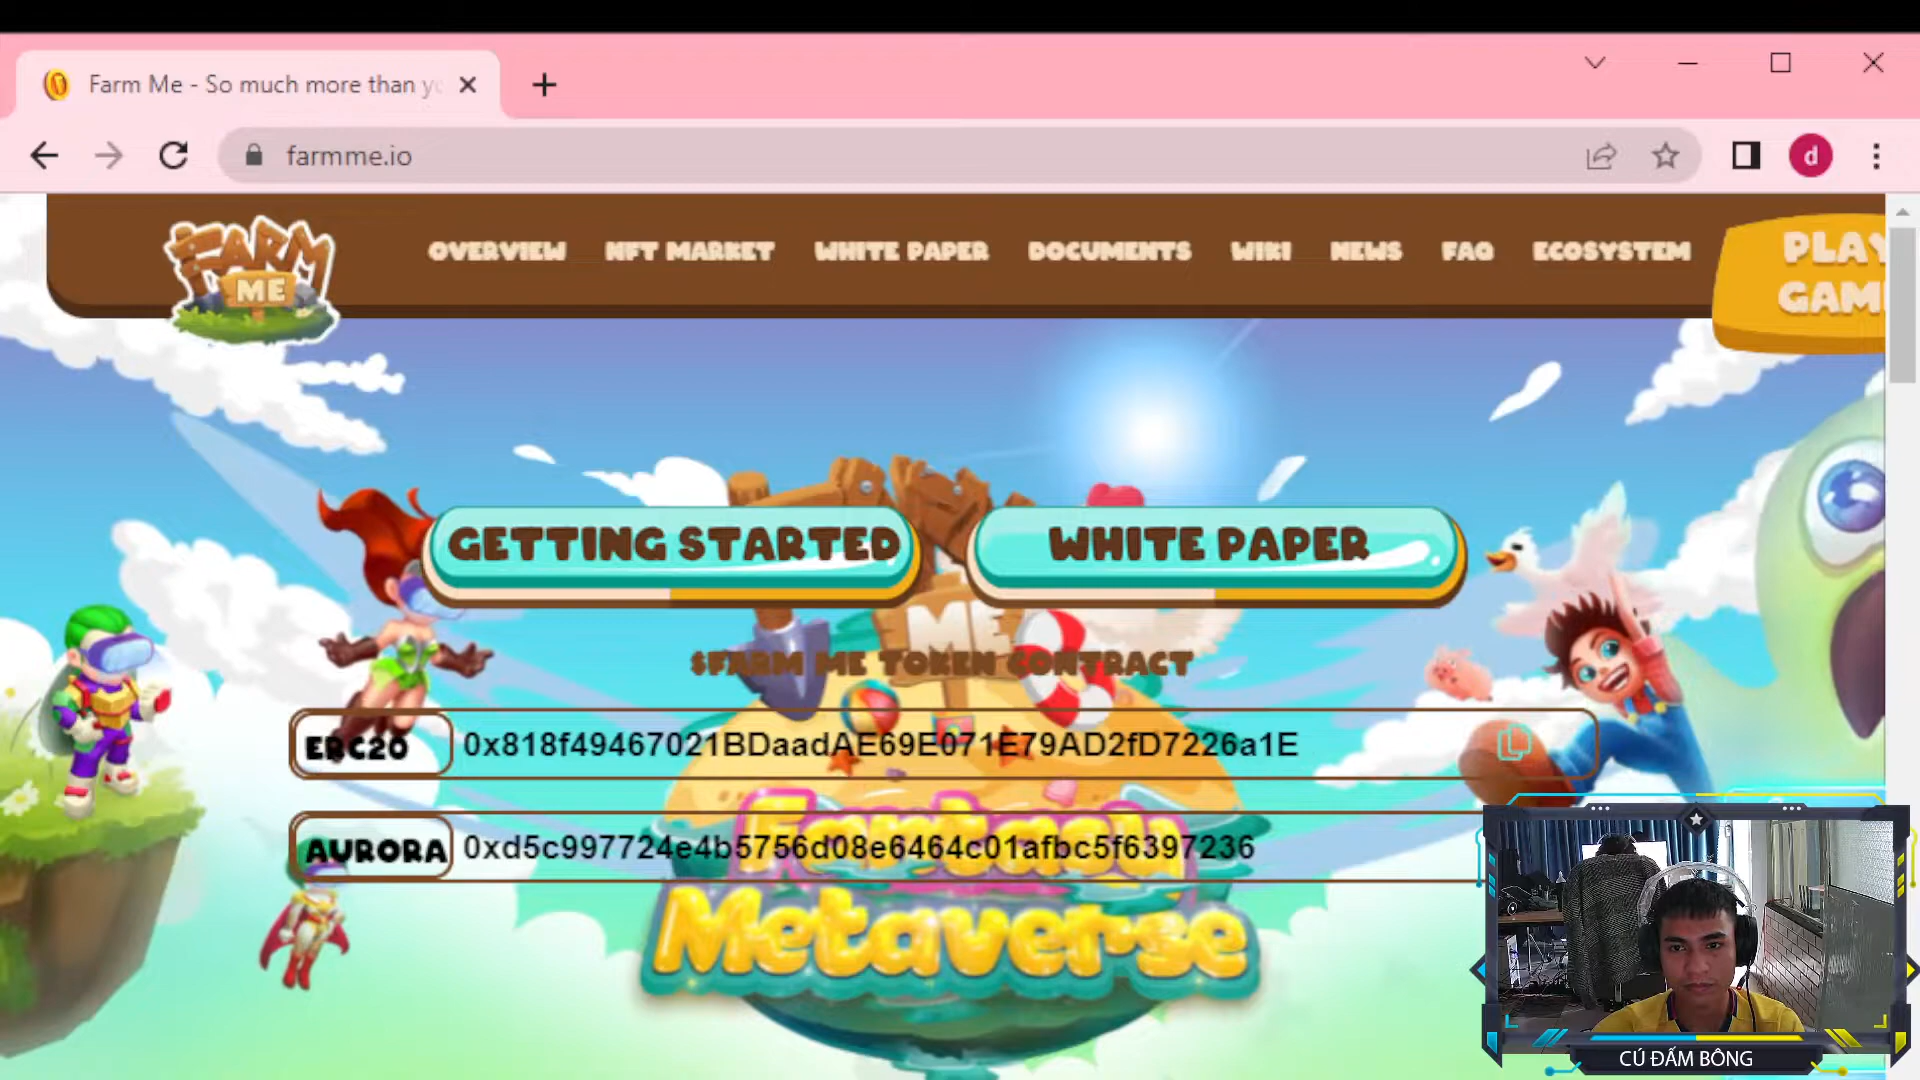 Farm Me - So much more than yo
farmme.io
d
FARM
ME
OVERVIEW NFT MARKET WHITE PAPER DOCUMENTS WIKI NEWS FAQ ECOSYSTEM
PLAY
GAM
GETTING STARTED WHITE PAPER
ME
$FARM ME TOKEN CONTRACT
ERC20 0x818f49467021BDaadAE69E071E79AD2fD7226a1E
AURORA 0xd5c997724e4b5756d08e6464c01afbc5f6397236
Fantasy
Metaverse
CÚ ĐẤM BÔNG